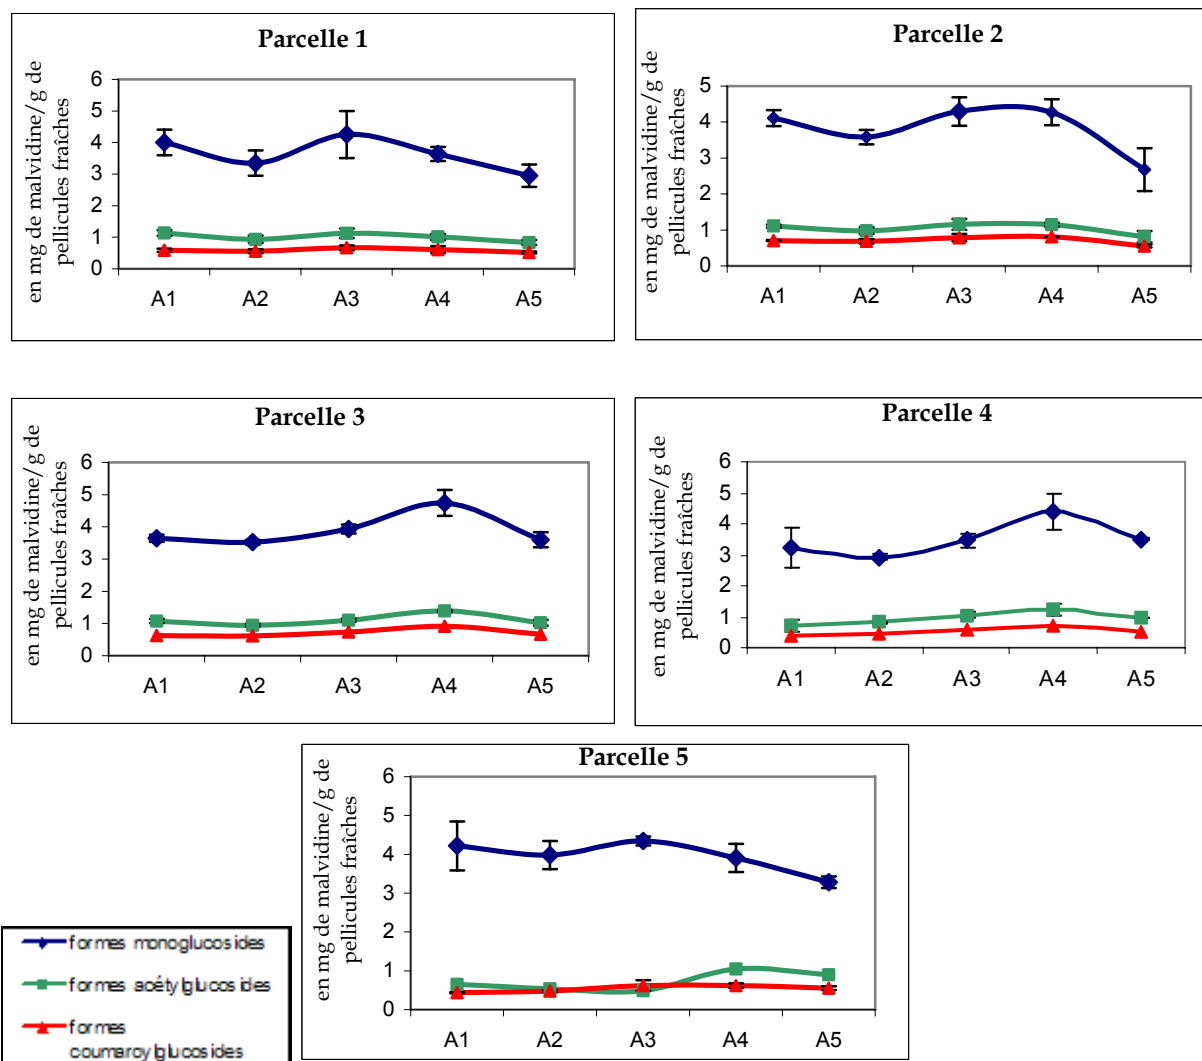 Parcelle 1
en mg de malvidine/g de
pellicules fraîches
6
5
4
3
2
1
0
A1 A2 A3 A4 A5
Parcelle 2
en mg de malvidine/g de
pellicules fraîches
5
4
3
2
1
0
A1 A2 A3 A4 A5
Parcelle 3
en mg de malvidine/g de
pellicules fraîches
6
5
4
3
2
1
0
A1 A2 A3 A4 A5
Parcelle 4
en mg de malvidine/g de
pellicules fraîches
6
5
4
3
2
1
0
A1 A2 A3 A4 A5
Parcelle 5
en mg de malvidine/g de
pellicules fraîches
6
5
4
3
2
1
0
A1 A2 A3 A4 A5
formes monoglucosides
formes acétylglucosides
formes
coumaroylglucosides